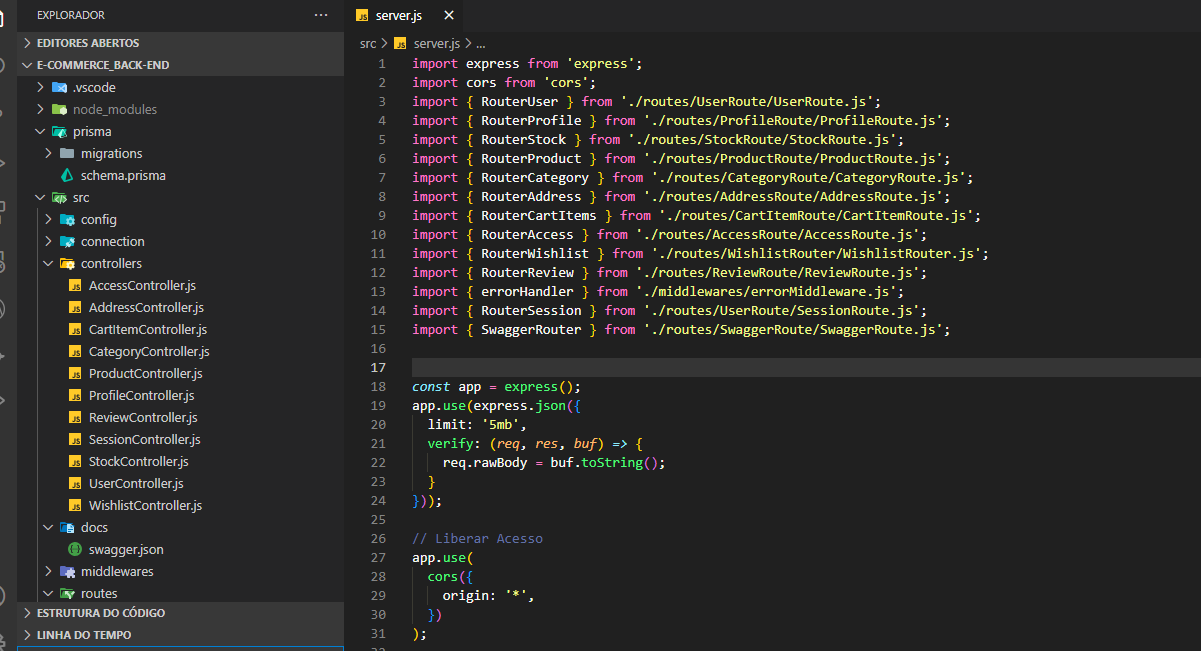 EXPLORADOR
EDITORES ABERTOS
E-COMMERCE_BACK-END
.vscode
node_modules
prisma
migrations
schema.prisma
src
config
connection
controllers
AccessController.js
AddressController.js
CartItemController.js
CategoryController.js
ProductController.js
ProfileController.js
ReviewController.js
SessionController.js
StockController.js
UserController.js
WishlistController.js
docs
swagger.json
middlewares
routes
ESTRUTURA DO CÓDIGO
LINHA DO TEMPO
JS server.js
src > JS server.js > ...
1 import express from 'express';
2 import cors from 'cors';
3 import { RouterUser } from './routes/UserRoute/UserRoute.js';
4 import { RouterProfile } from './routes/ProfileRoute/ProfileRoute.js';
5 import { RouterStock } from './routes/StockRoute/StockRoute.js';
6 import { RouterProduct } from './routes/ProductRoute/ProductRoute.js';
7 import { RouterCategory } from './routes/CategoryRoute/CategoryRoute.js';
8 import { RouterAddress } from './routes/AddressRoute/AddressRoute.js';
9 import { RouterCartItems } from './routes/CartItemRoute/CartItemRoute.js';
10 import { RouterAccess } from './routes/AccessRoute/AccessRoute.js';
11 import { RouterWishlist } from './routes/WishlistRouter/WishlistRouter.js';
12 import { RouterReview } from './routes/ReviewRoute/ReviewRoute.js';
13 import { errorHandler } from './middlewares/errorMiddleware.js';
14 import { RouterSession } from './routes/UserRoute/SessionRoute.js';
15 import { SwaggerRouter } from './routes/SwaggerRoute/SwaggerRoute.js';
16
17
18 const app = express();
19 app.use(express.json({
20 limit: '5mb',
21 verify: (req, res, buf) => {
22 req.rawBody = buf.toString();
23 }
24 }));
25
26 // Liberar Acesso
27 app.use(
28 cors({
29 origin: '*',
30 })
31 );